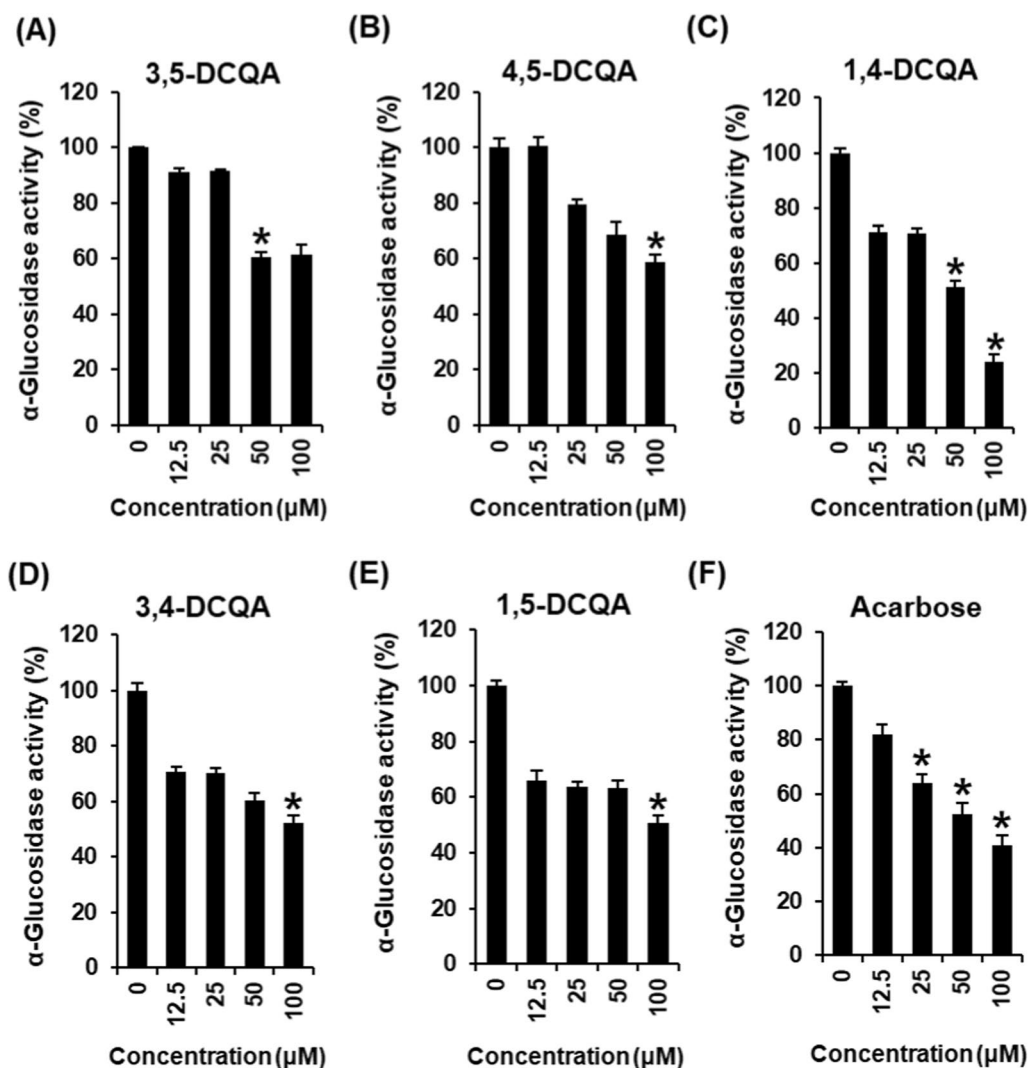 (A)
3,5-DCQA
α-Glucosidase activity (%)
120
100
80
60
40
20
0
*
0 12.5 25 50 100
Concentration (µM)
(B)
4,5-DCQA
α-Glucosidase activity (%)
120
100
80
60
40
20
0
*
0 12.5 25 50 100
Concentration (µM)
(C)
1,4-DCQA
α-Glucosidase activity (%)
120
100
80
60
40
20
0
* *
0 12.5 25 50 100
Concentration (µM)
(D)
3,4-DCQA
α-Glucosidase activity (%)
120
100
80
60
40
20
0
*
0 12.5 25 50 100
Concentration (µM)
(E)
1,5-DCQA
α-Glucosidase activity (%)
120
100
80
60
40
20
0
*
0 12.5 25 50 100
Concentration (µM)
(F)
Acarbose
α-Glucosidase activity (%)
120
100
80
60
40
20
0
* * *
0 12.5 25 50 100
Concentration (µM)